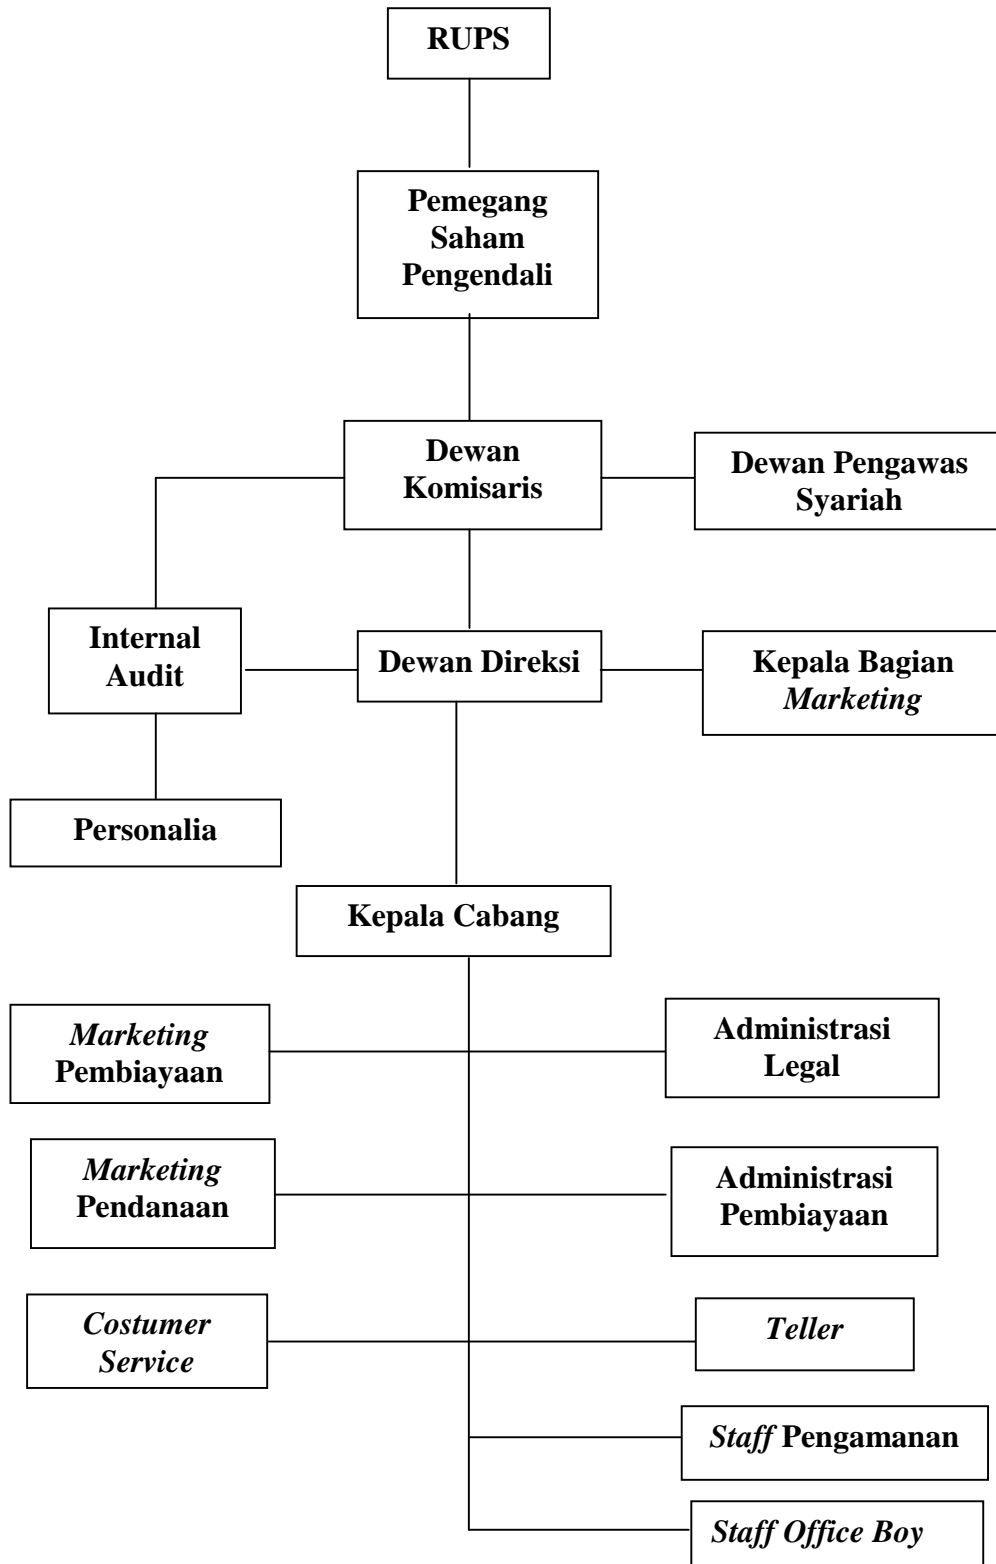 RUPS
Pemegang
Saham
Pengendali
Dewan
Komisaris
Dewan Pengawas
Syariah
Internal
Audit
Dewan Direksi
Kepala Bagian
Marketing
Personalia
Kepala Cabang
Marketing
Pembiayaan
Administrasi
Legal
Marketing
Pendanaan
Administrasi
Pembiayaan
Costumer
Service
Teller
Staff Pengamanan
Staff Office Boy